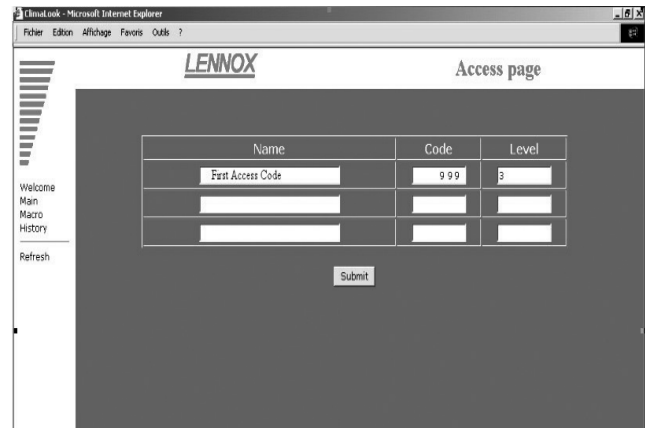 ClimaLook - Microsoft Internet Explorer
Fichier Edition Affichage Favoris Outils ?
LENNOX
Access page
Name Code Level
First Access Code 999 3
Welcome
Main
Macro
History
Refresh
Submit